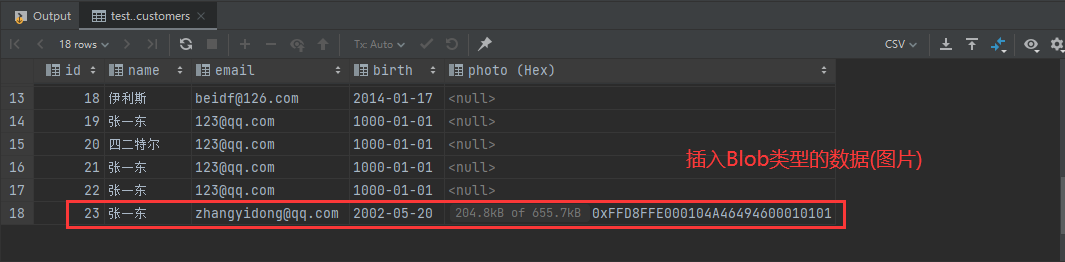 Output test..customers
18 rows Tx: Auto CSV
id name email birth photo (Hex)
13 18 伊利斯 beidf@126.com 2014-01-17 <null>
14 19 张一东 123@qq.com 1000-01-01 <null>
15 20 四二特尔 123@qq.com 1000-01-01 <null>
16 21 张一东 123@qq.com 1000-01-01 <null>
17 22 张一东 123@qq.com 1000-01-01 <null>
插入Blob类型的数据(图片)
18 23 张一东 zhangyidong@qq.com 2002-05-20 204.8kB of 655.7kB 0xFFD8FFE000104A46494600010101